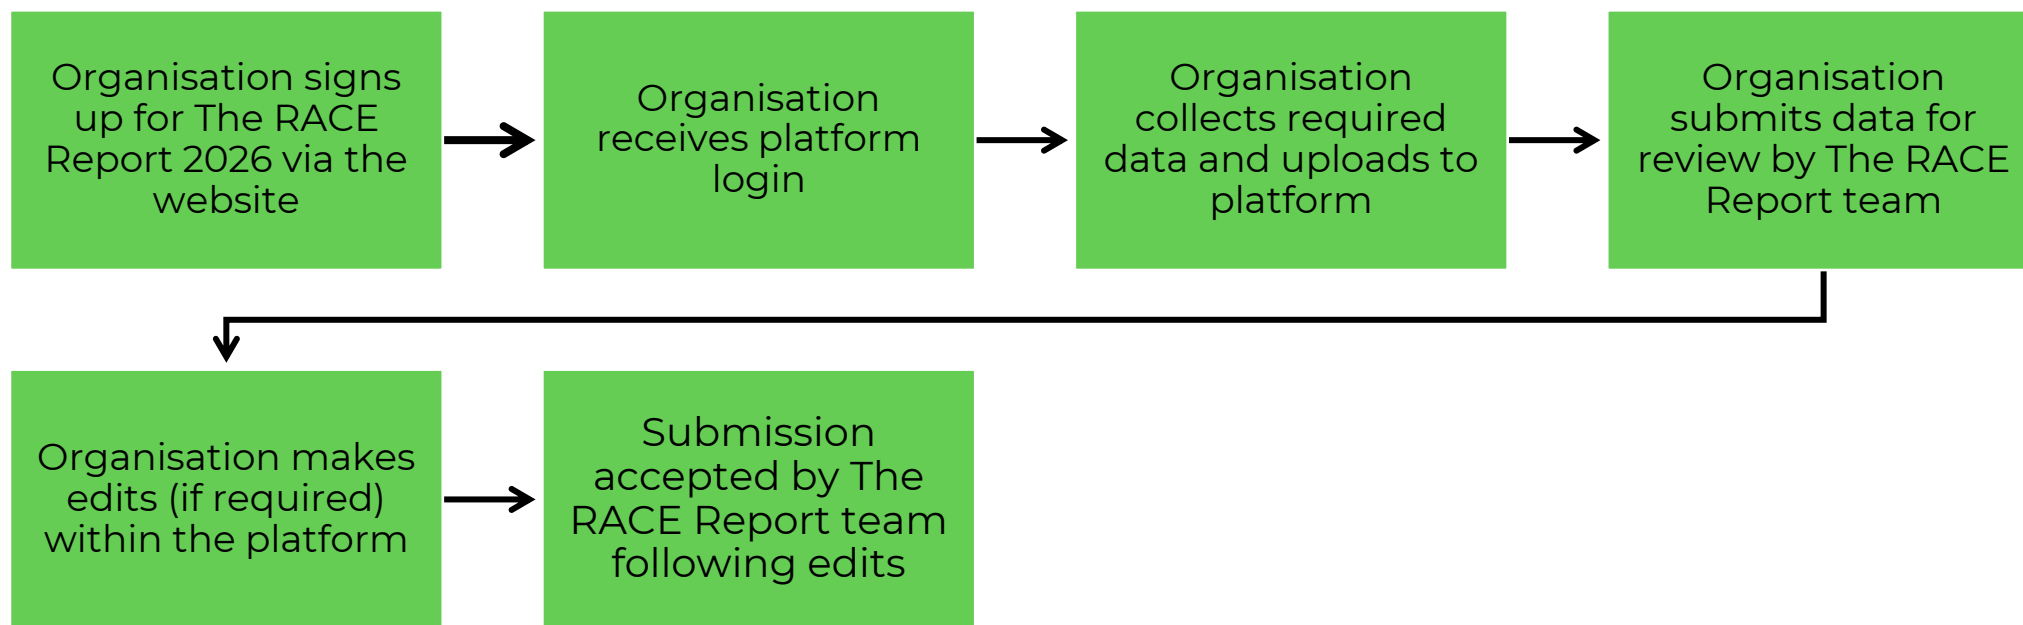 Organisation signs
up for The RACE
Report 2026 via the
website
Organisation
receives platform
login
Organisation
collects required
data and uploads to
platform
Organisation
submits data for
review by The RACE
Report team
Organisation makes
edits (if required)
within the platform
Submission
accepted by The
RACE Report team
following edits